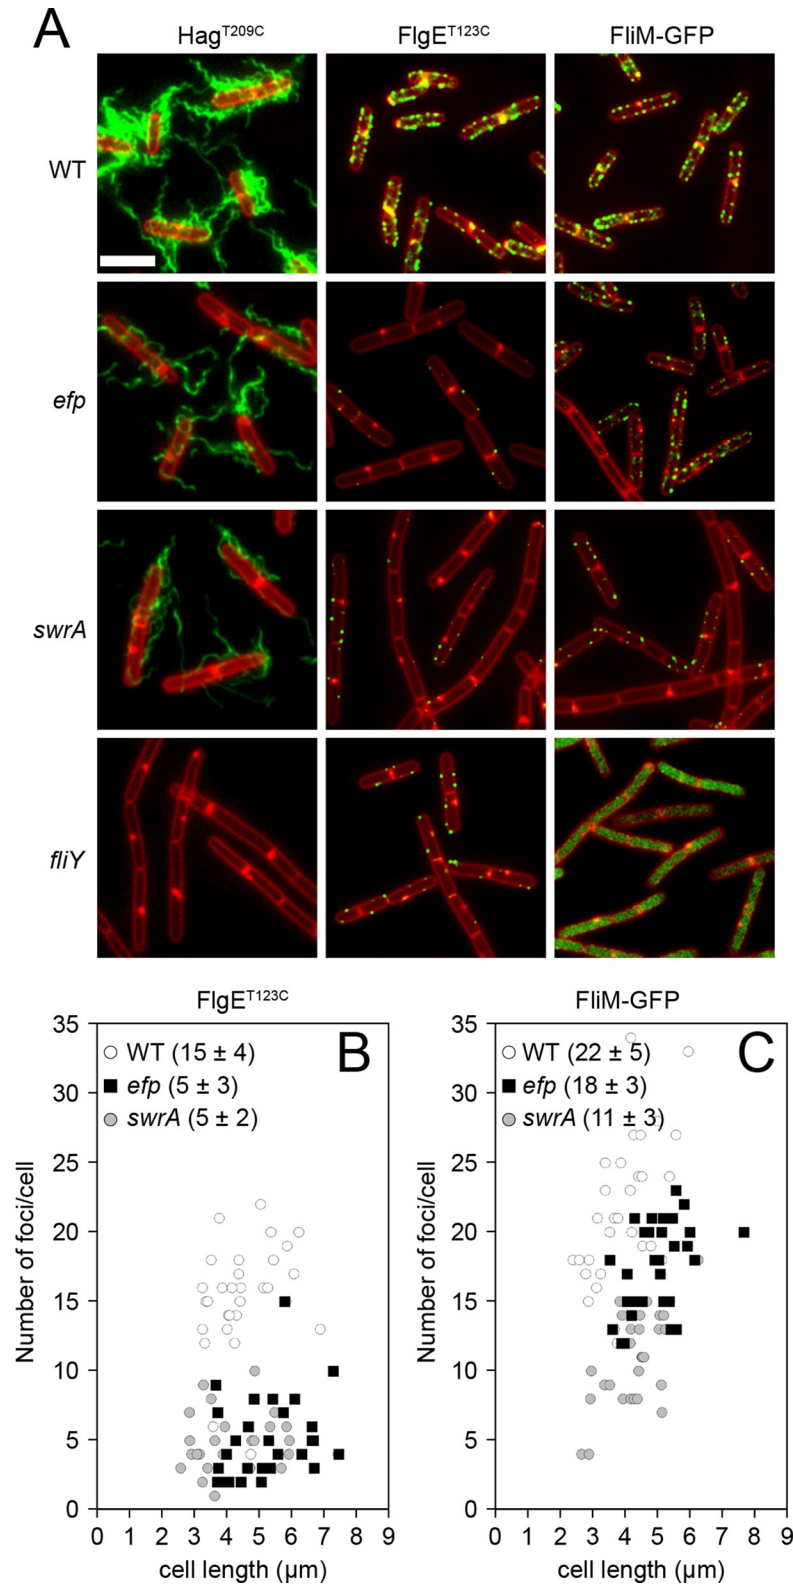 A
Hag^T209C FlgE^T123C FliM-GFP
WT
efp
swrA
fliY
FlgE^T123C
B
WT (15 ± 4)
efp (5 ± 3)
swrA (5 ± 2)
Number of foci/cell
35
30
25
20
15
10
5
0
0 1 2 3 4 5 6 7 8 9
cell length (µm)
FliM-GFP
C
WT (22 ± 5)
efp (18 ± 3)
swrA (11 ± 3)
Number of foci/cell
35
30
25
20
15
10
5
0
0 1 2 3 4 5 6 7 8 9
cell length (µm)